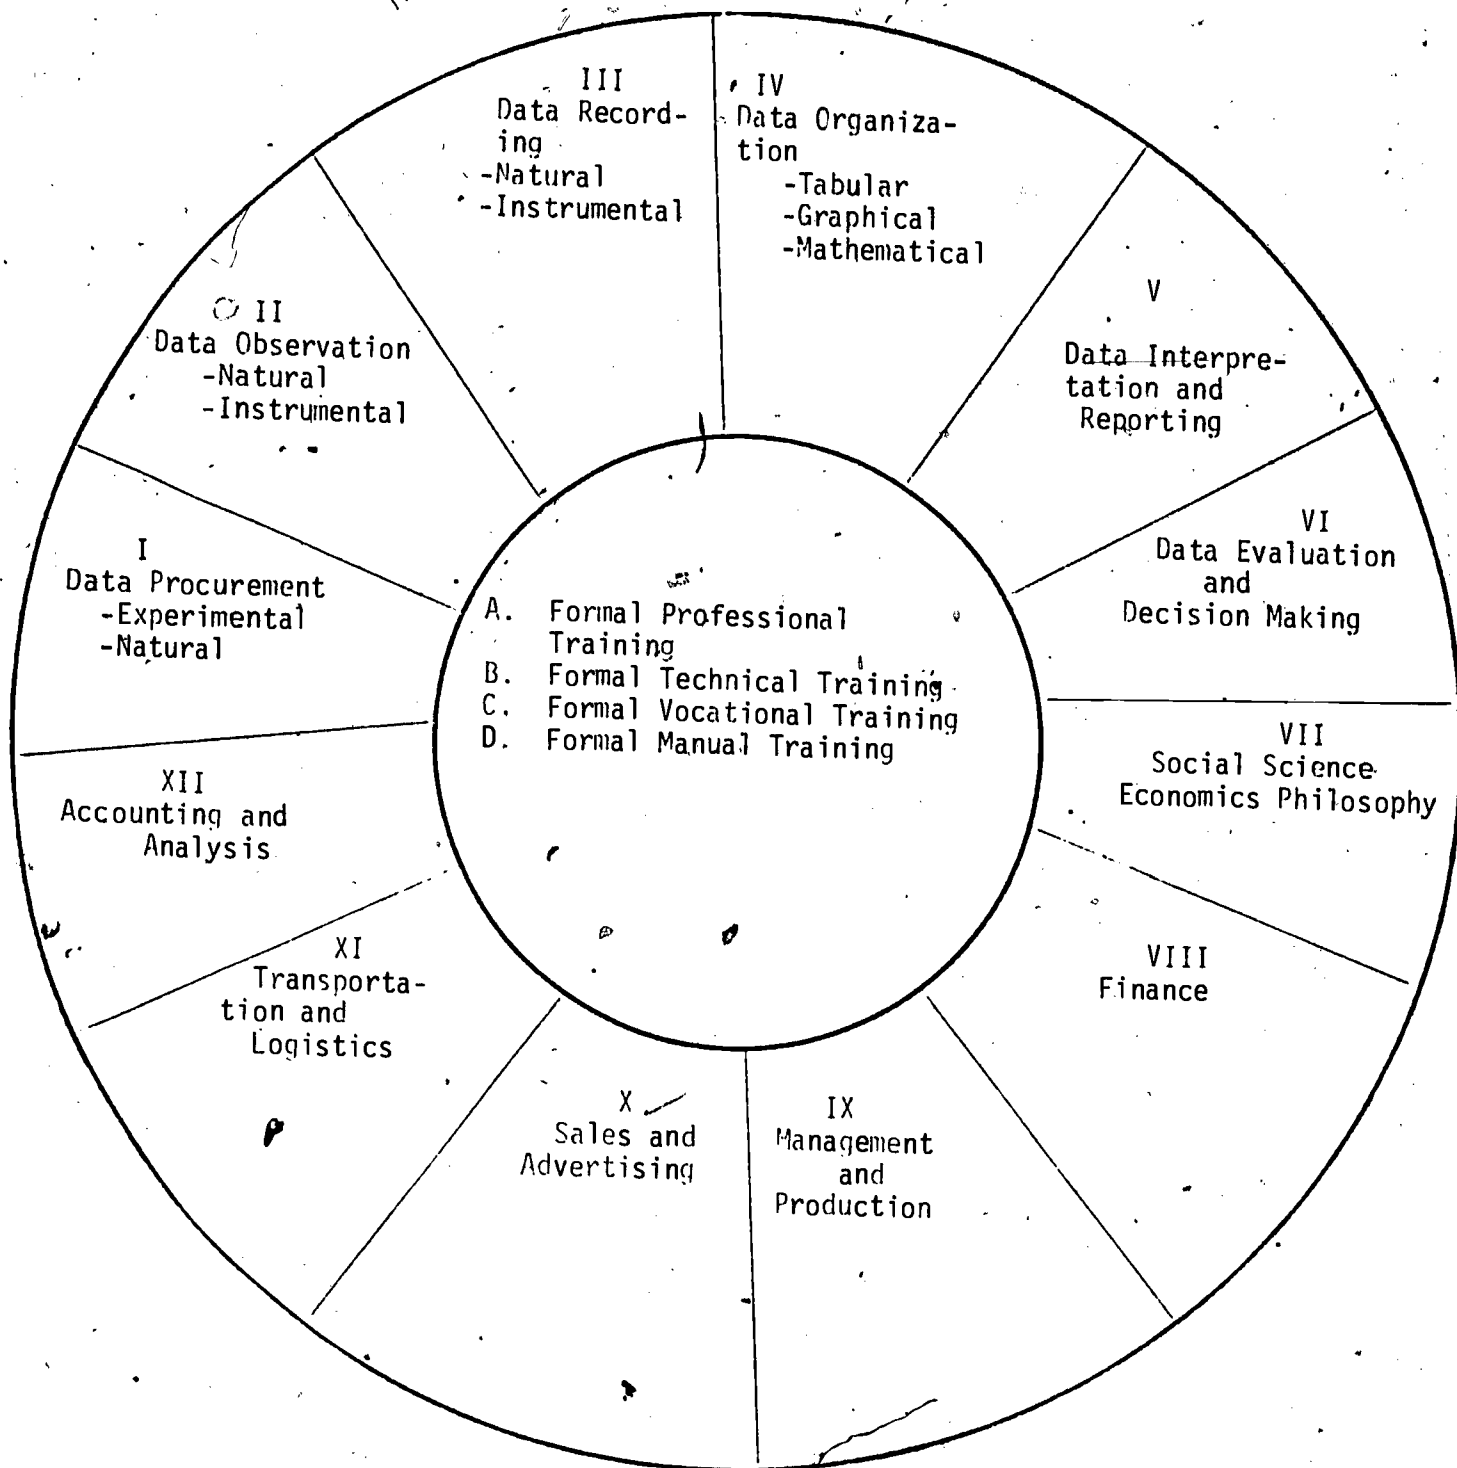 III
Data Record-
ing
-Natural
-Instrumental
IV
Data Organiza-
tion
-Tabular
-Graphical
-Mathematical
V
Data Interpre-
tation and
Reporting
VI
Data Evaluation
and
Decision Making
VII
Social Science
Economics Philosophy
VIII
Finance
IX
Management
and
Production
X
Sales and
Advertising
XI
Transporta-
tion and
Logistics
XII
Accounting and
Analysis
I
Data Procurement
-Experimental
-Natural
II
Data Observation
-Natural
-Instrumental
A. Formal Professional
Training
B. Formal Technical Training
C. Formal Vocational Training
D. Formal Manual Training